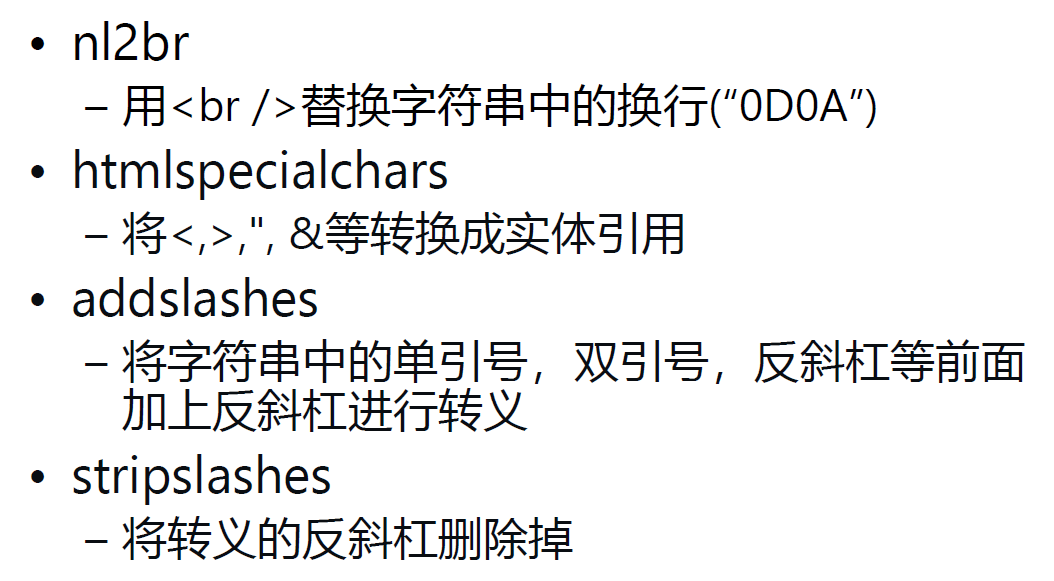 • nl2br
– 用<br />替换字符串中的换行(“0D0A”)
• htmlspecialchars
– 将<,>,", &等转换成实体引用
• addslashes
– 将字符串中的单引号，双引号，反斜杠等前面
加上反斜杠进行转义
• stripslashes
– 将转义的反斜杠删除掉